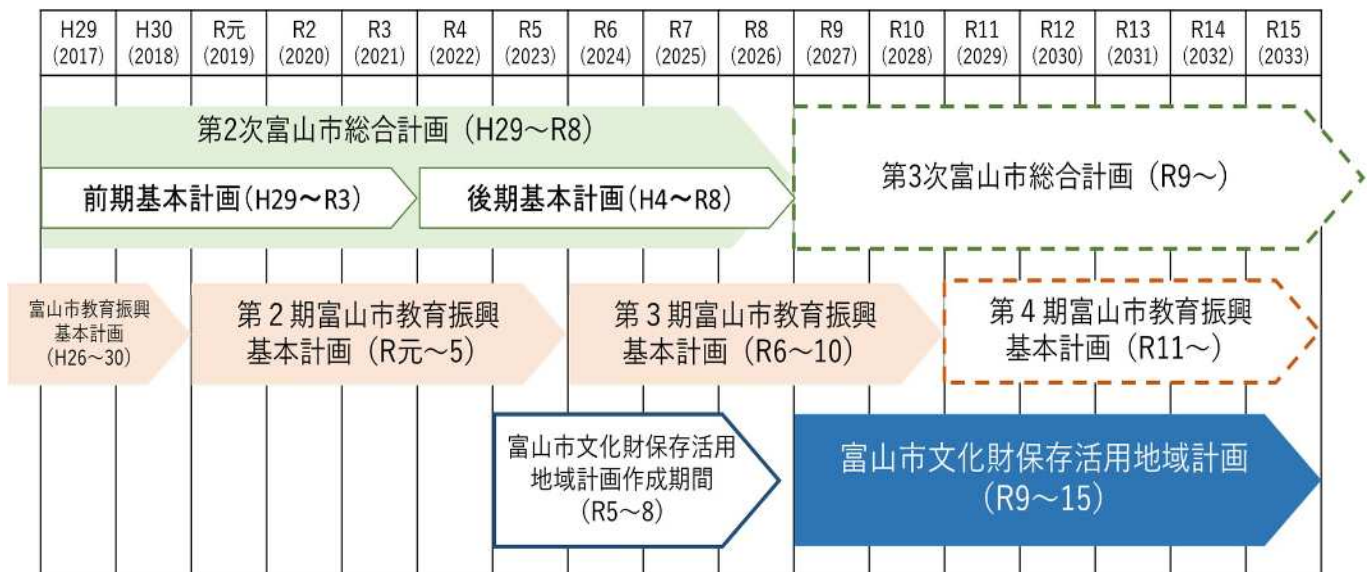 H29 H30 R元 R2 R3 R4 R5 R6 R7 R8 R9 R10 R11 R12 R13 R14 R15
(2017) (2018) (2019) (2020) (2021) (2022) (2023) (2024) (2025) (2026) (2027) (2028) (2029) (2030) (2031) (2032) (2033)
第2次富山市総合計画（H29～R8）
前期基本計画(H29～R3)
後期基本計画(H4～R8)
第3次富山市総合計画（R9～）
富山市教育振興
基本計画
(H26～30)
第２期富山市教育振興
基本計画（R元～5）
第３期富山市教育振興
基本計画（R6～10）
第４期富山市教育振興
基本計画（R11～）
富山市文化財保存活用
地域計画作成期間
（R5～8）
富山市文化財保存活用地域計画
（R9～15）